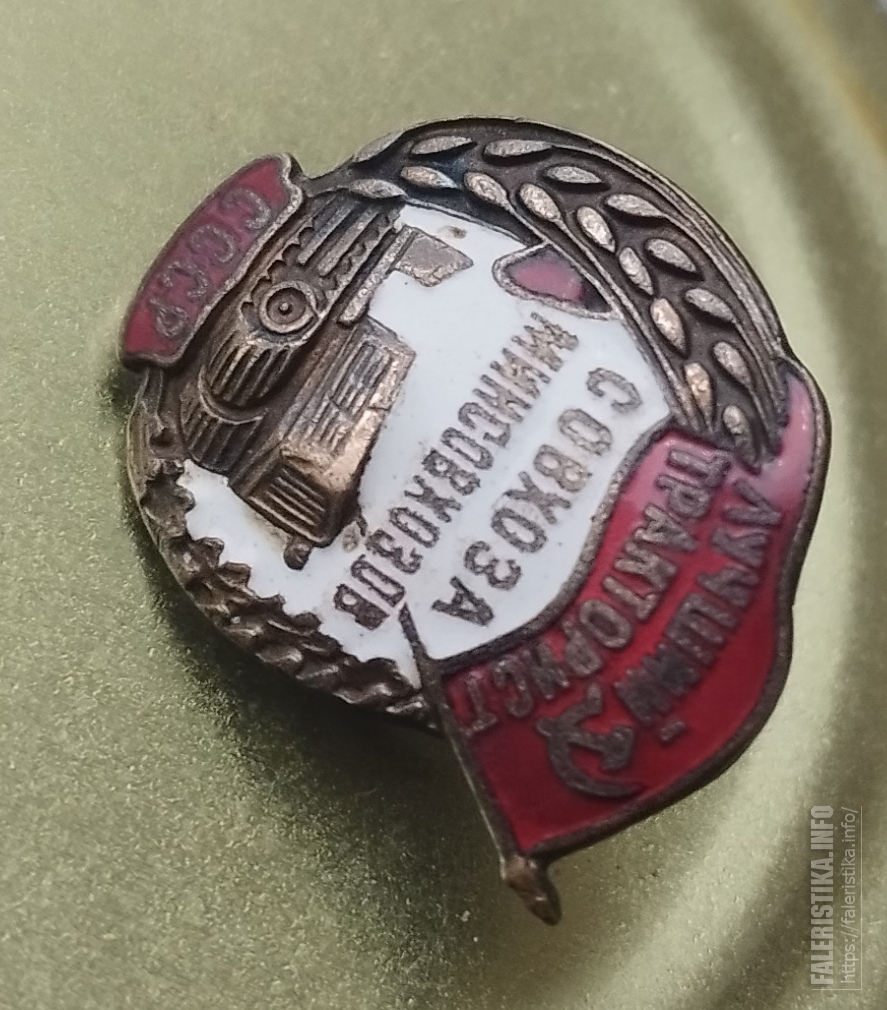 ЛУЧШИЙ
ТРАКТОРИСТ
СОВХОЗА
МИНСОВХОЗОВ
СССР
FALERISTIKA.INFO
https://faleristika.info/